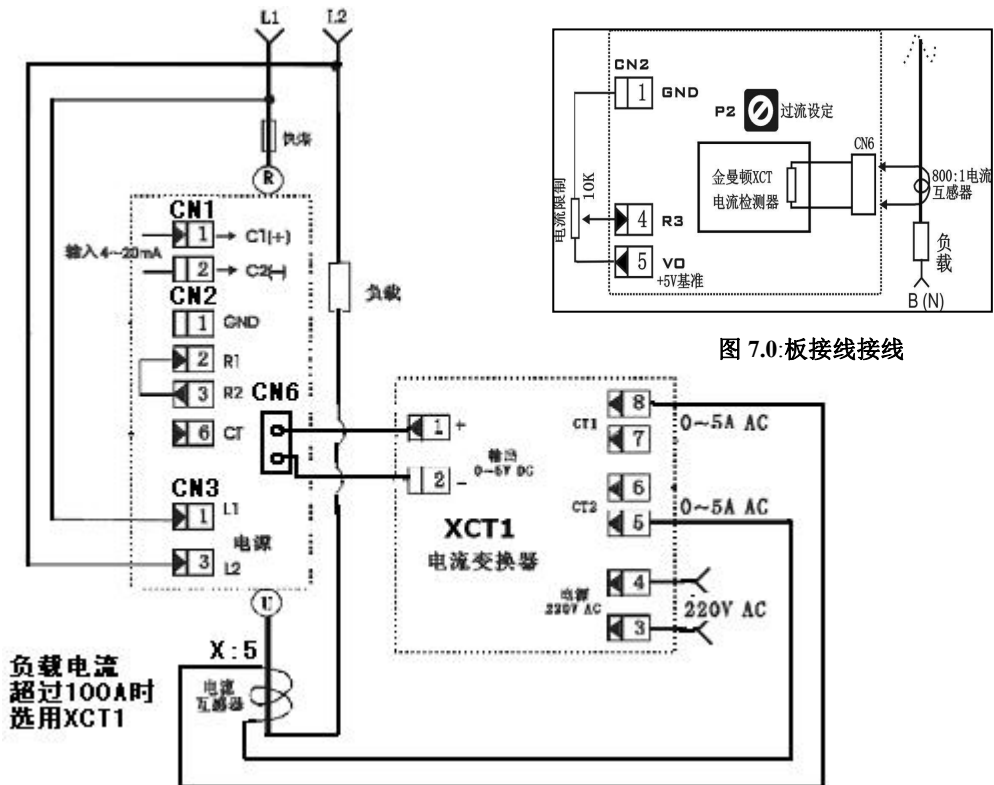 L1
L2
快熔
R
CN1
1 → C1(+)
输入4~20mA
2 → C2(-)
CN2
1 GND
2 R1
3 R2
CN6
6 CT
CN3
1 L1
电源
3 L2
U
负载
X:5
电流
互感器
负载电流
超过100A时
选用XCT1
1 +
输出
0~5V DC
2 -
XCT1
电流变换器
8
CT1
7
0~5A AC
6
CT2
5
0~5A AC
电源
220V AC
4
3
220V AC
CN2
1 GND
P2
过流设定
CN6
金曼顿XCT
电流检测器
800:1电流
互感器
电流限制
10K
4 R3
5 VO
+5V基准
负
载
B (N)
图 7.0:板接线接线